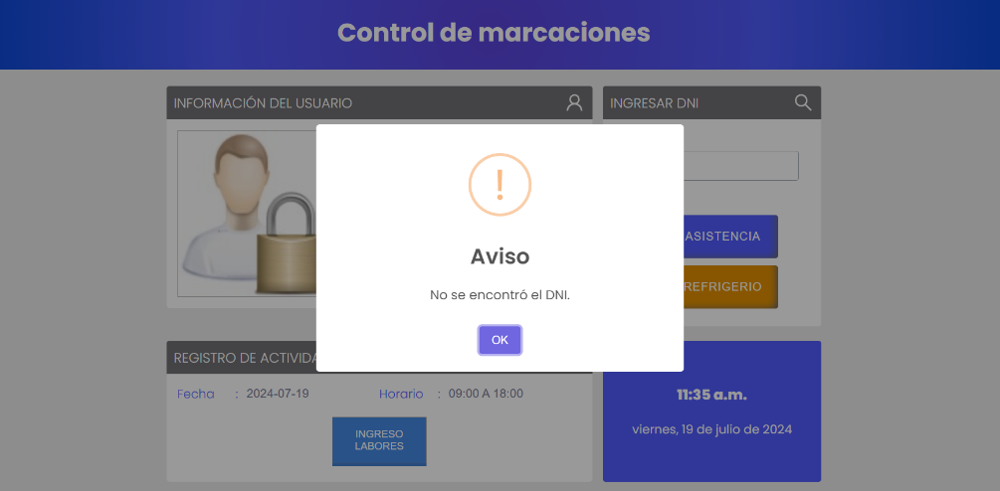 Control de marcaciones
INFORMACIÓN DEL USUARIO
INGRESAR DNI
!
Aviso
No se encontró el DNI.
OK
ASISTENCIA
REFRIGERIO
REGISTRO DE ACTIVIDA
Fecha : 2024-07-19 Horario : 09:00 A 18:00
INGRESO
LABORES
11:35 a.m.
viernes, 19 de julio de 2024